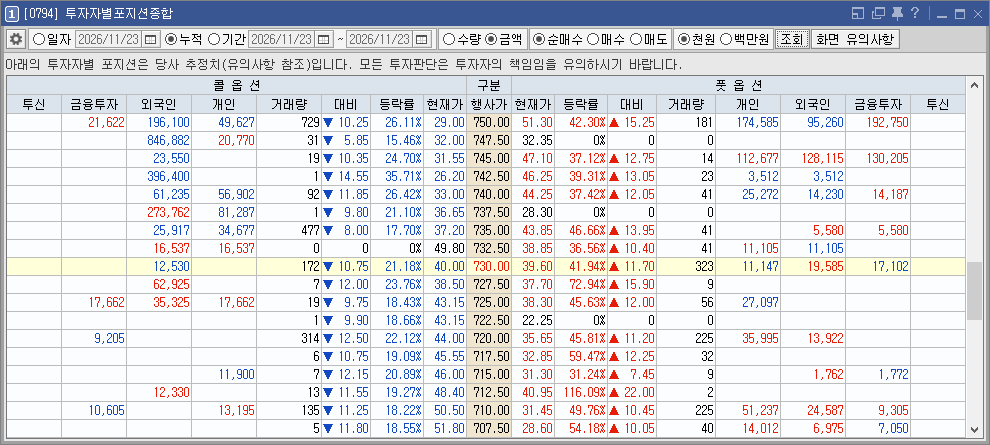 1 [0794] 투자자별포지션종합
일자 2026/11/23 누적 기간 2026/11/23 ~ 2026/11/23 수량 금액 순매수 매수 매도 천원 백만원 조회 화면 유의사항
아래의 투자자별 포지션은 당사 추정치(유의사항 참조)입니다. 모든 투자판단은 투자자의 책임임을 유의하시기 바랍니다.
콜 옵 션 구분 풋 옵 션
투신 금융투자 외국인 개인 거래량 대비 등락률 현재가 행사가 현재가 등락률 대비 거래량 개인 외국인 금융투자 투신
21,622 196,100 49,627 729 ▼ 10.25 26.11% 29.00 750.00 51.30 42.30% ▲ 15.25 181 174,585 95,260 192,750
846,882 20,770 31 ▼ 5.85 15.46% 32.00 747.50 32.35 0% 0 0
23,550 19 ▼ 10.35 24.70% 31.55 745.00 47.10 37.12% ▲ 12.75 14 112,677 128,115 130,205
396,400 1 ▼ 14.55 35.71% 26.20 742.50 46.25 39.31% ▲ 13.05 23 3,512 3,512
61,235 56,902 92 ▼ 11.85 26.42% 33.00 740.00 44.25 37.42% ▲ 12.05 41 25,272 14,230 14,187
273,762 81,287 1 ▼ 9.80 21.10% 36.65 737.50 28.30 0% 0 0
25,917 34,677 477 ▼ 8.00 17.70% 37.20 735.00 43.85 46.66% ▲ 13.95 41 5,580 5,580
16,537 16,537 0 0 0% 49.80 732.50 38.85 36.56% ▲ 10.40 41 11,105 11,105
12,530 172 ▼ 10.75 21.18% 40.00 730.00 39.60 41.94% ▲ 11.70 323 11,147 19,585 17,102
62,925 7 ▼ 12.00 23.76% 38.50 727.50 37.70 72.94% ▲ 15.90 9
17,662 35,325 17,662 19 ▼ 9.75 18.43% 43.15 725.00 38.30 45.63% ▲ 12.00 56 27,097
1 ▼ 9.90 18.66% 43.15 722.50 22.25 0% 0 0
9,205 314 ▼ 12.50 22.12% 44.00 720.00 35.65 45.81% ▲ 11.20 225 35,995 13,922
6 ▼ 10.75 19.09% 45.55 717.50 32.85 59.47% ▲ 12.25 32
11,900 7 ▼ 12.15 20.89% 46.00 715.00 31.30 31.24% ▲ 7.45 9 1,762 1,772
12,330 13 ▼ 11.55 19.27% 48.40 712.50 40.95 116.09% ▲ 22.00 2
10,605 13,195 135 ▼ 11.25 18.22% 50.50 710.00 31.45 49.76% ▲ 10.45 225 51,237 24,587 9,305
5 ▼ 11.80 18.55% 51.80 707.50 28.60 54.18% ▲ 10.05 40 14,012 6,975 7,050